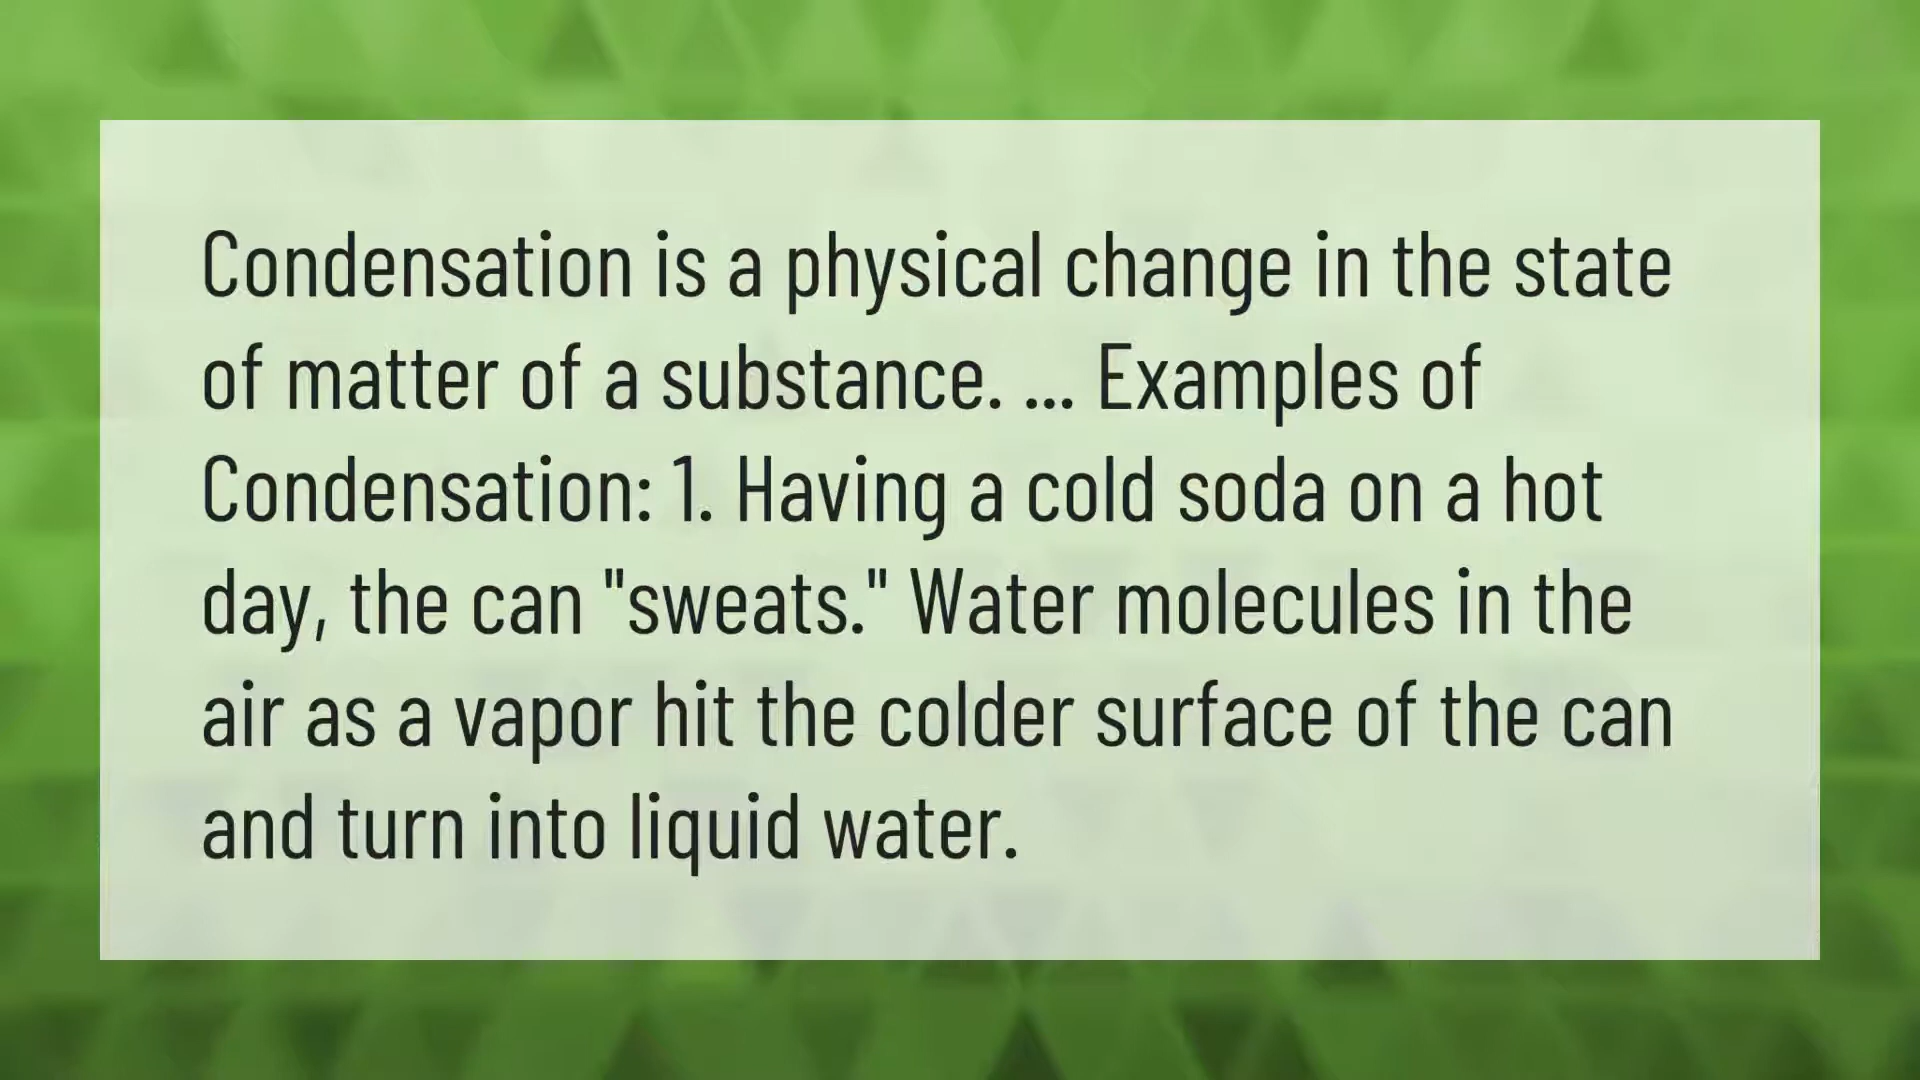 Condensation is a physical change in the state
of matter of a substance. ... Examples of
Condensation: 1. Having a cold soda on a hot
day, the can "sweats." Water molecules in the
air as a vapor hit the colder surface of the can
and turn into liquid water.